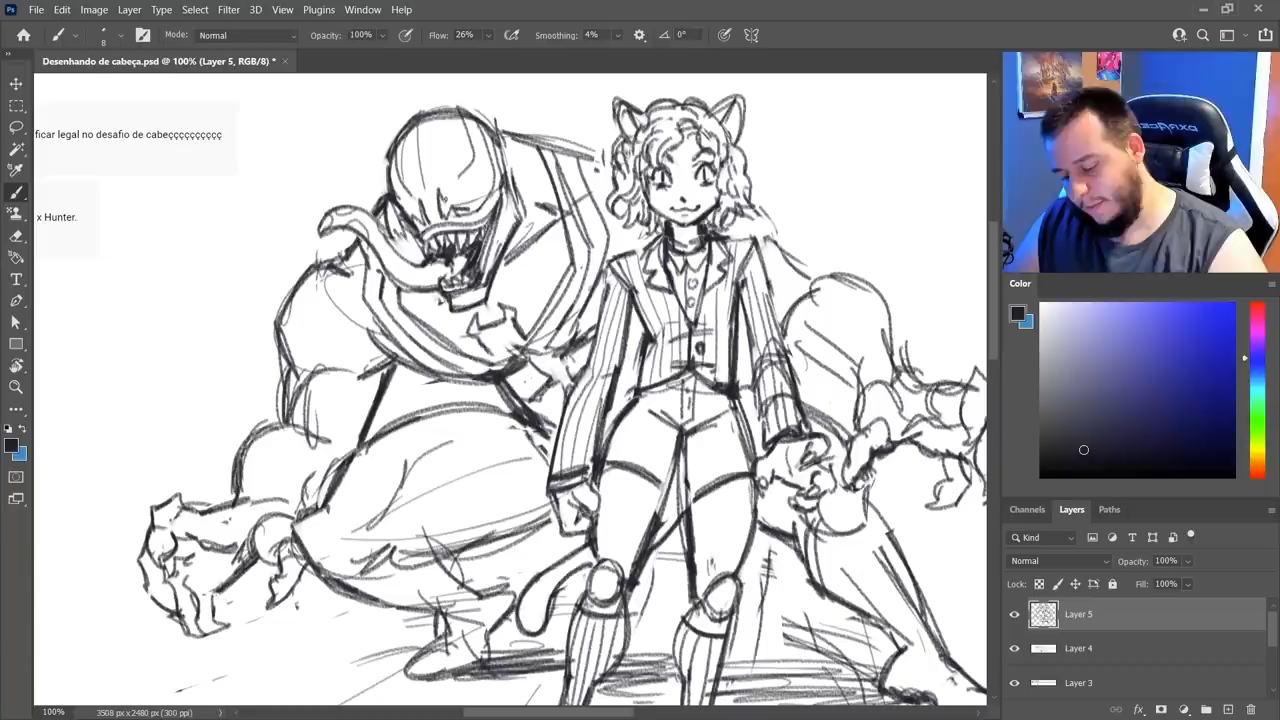 File Edit Image Layer Type Select Filter 3D View Plugins Window Help
8 Mode: Normal Opacity: 100% Flow: 26% Smoothing: 4% 0°
Desenhando de cabeça.psd @ 100% (Layer 5, RGB/8) *
ficar legal no desafio de cabeçççççççççç
x Hunter.
Color
Channels Layers Paths
Kind
Normal Opacity: 100%
Lock: Fill: 100%
Layer 5
Layer 4
Layer 3
100% 3508 px x 2480 px (300 ppi)